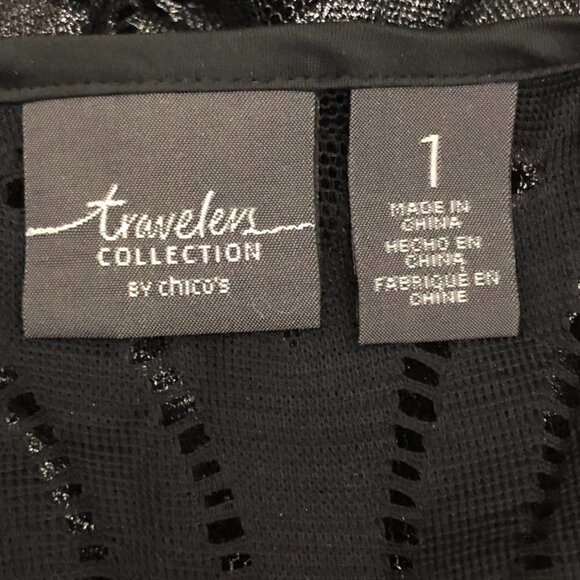 travelers
COLLECTION
BY chico's
1
MADE IN
CHINA
HECHO EN
CHINA
FABRIQUÉ EN
CHINE